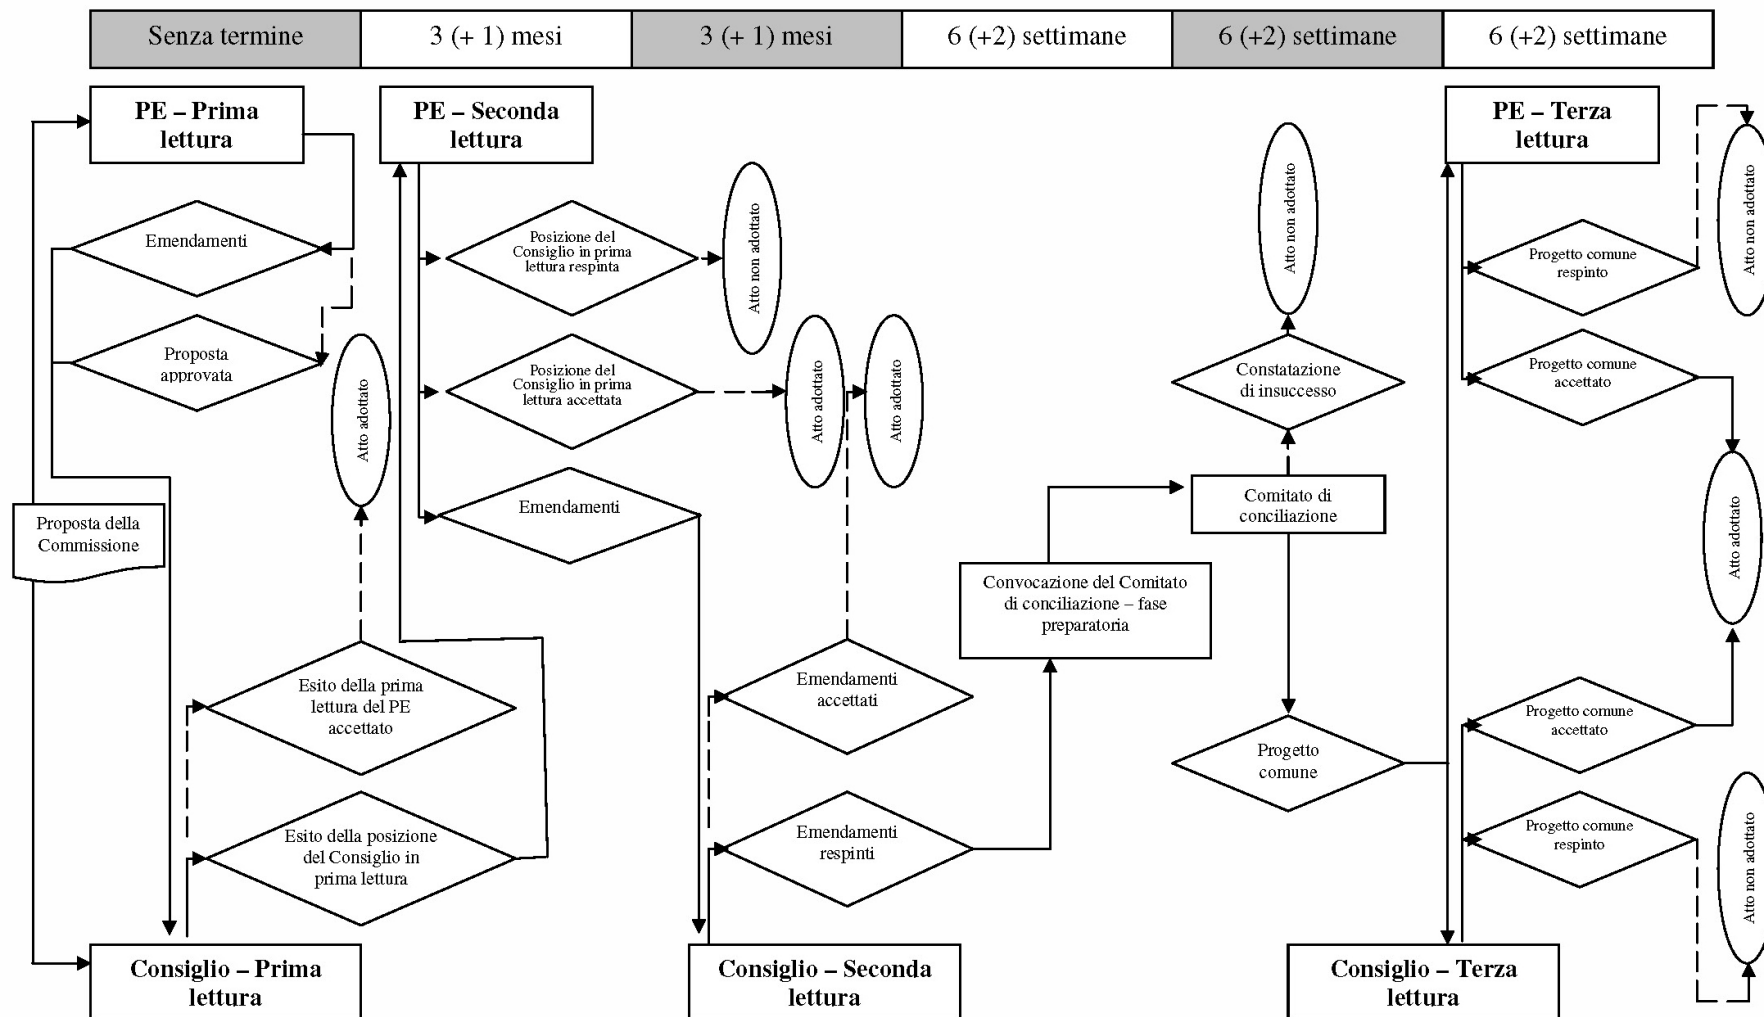 Senza termine
3 (+ 1) mesi
3 (+ 1) mesi
6 (+2) settimane
6 (+2) settimane
6 (+2) settimane
PE – Prima
lettura
Emendamenti
Proposta
approvata
Atto adottato
Proposta della
Commissione
Esito della prima
lettura del PE
accettato
Esito della posizione
del Consiglio in
prima lettura
Consiglio – Prima
lettura
PE – Seconda
lettura
Posizione del
Consiglio in prima
lettura respinta
Atto non adottato
Posizione del
Consiglio in prima
lettura accettata
Atto adottato
Atto adottato
Emendamenti
Emendamenti
accettati
Emendamenti
respinti
Consiglio – Seconda
lettura
Convocazione del Comitato
di conciliazione – fase
preparatoria
Atto non adottato
Constatazione
di insuccesso
Comitato di
conciliazione
Progetto
comune
PE – Terza
lettura
Atto non adottato
Progetto comune
respinto
Progetto comune
accettato
Atto adottato
Progetto comune
accettato
Progetto comune
respinto
Atto non adottato
Consiglio – Terza
lettura